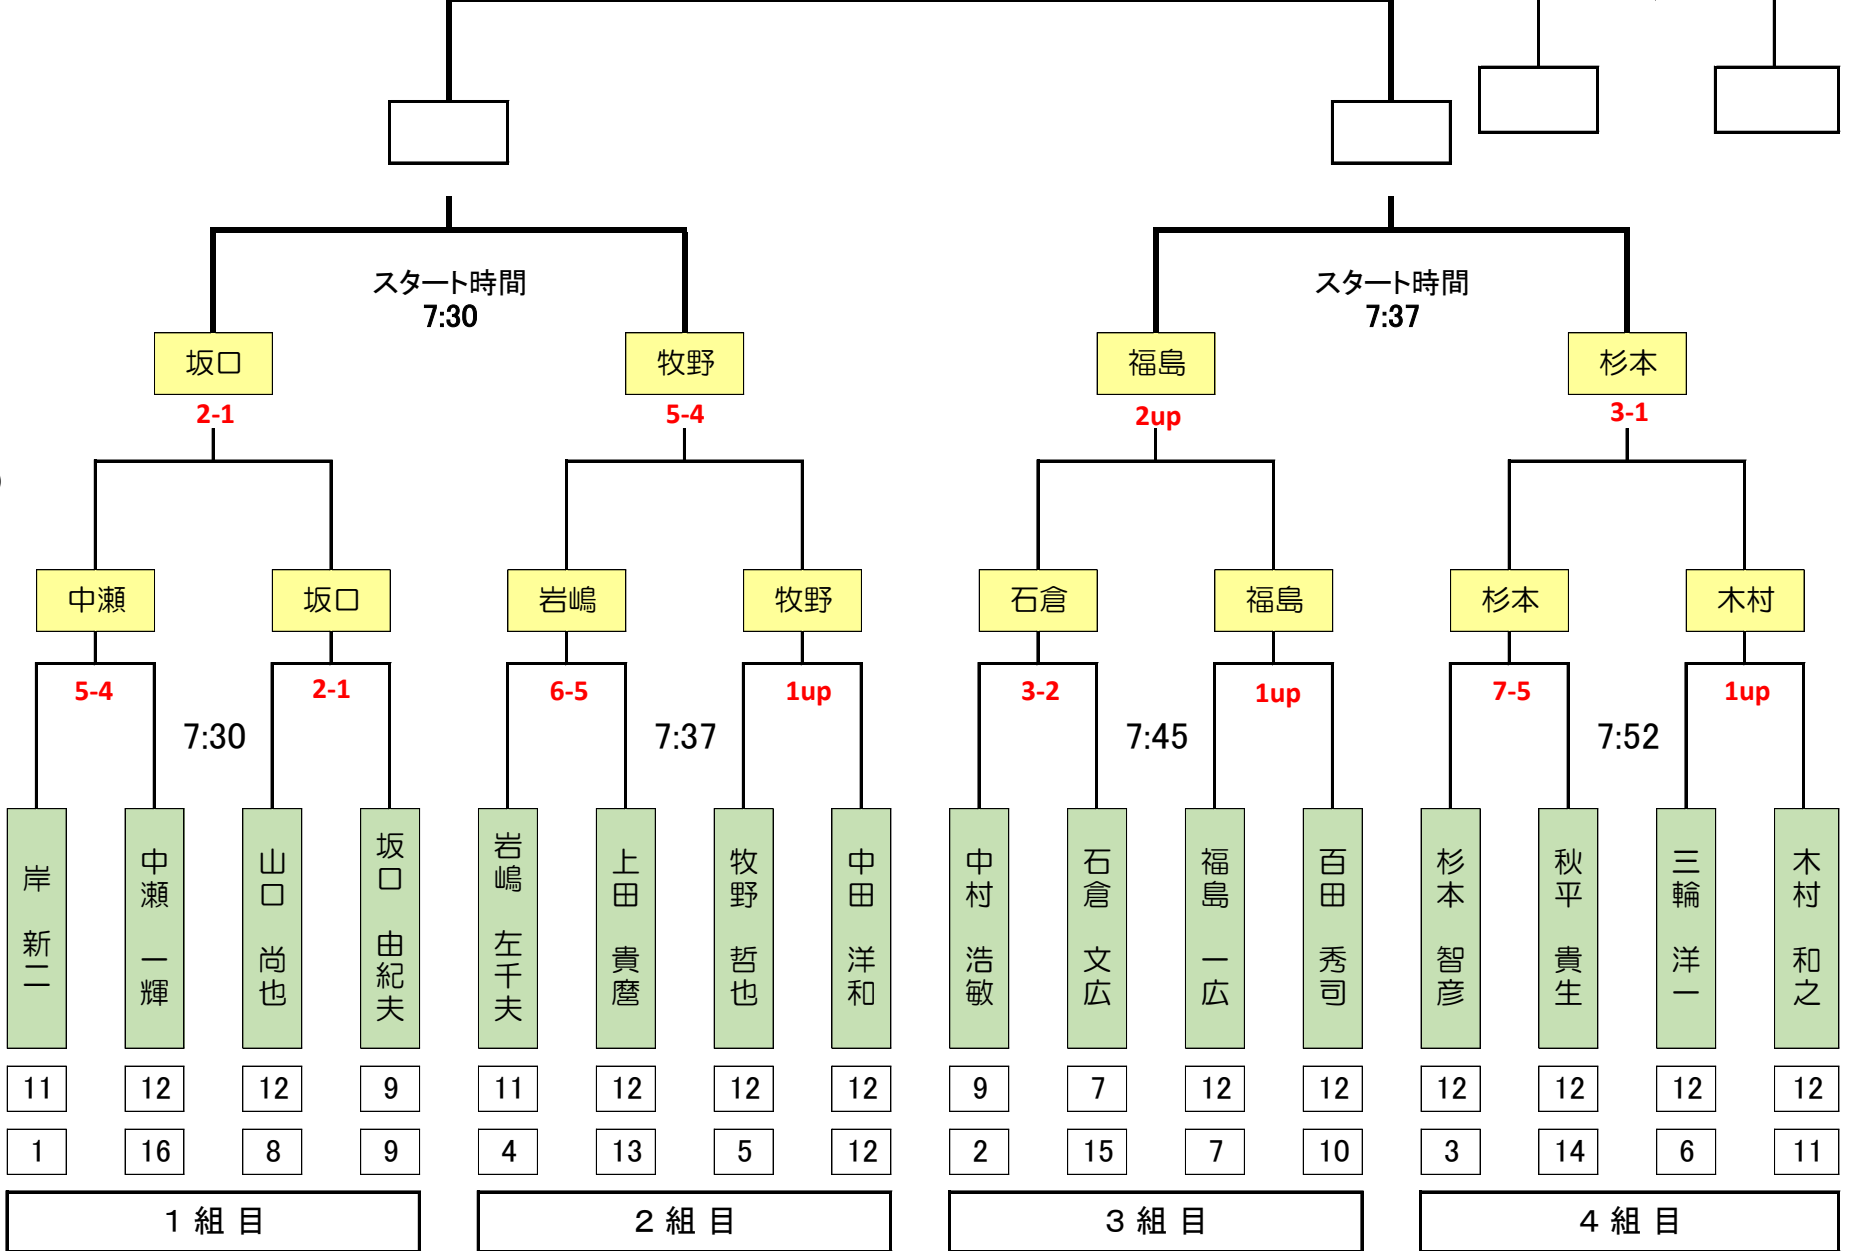 スタート時間
7:30
スタート時間
7:37
坂口
牧野
福島
杉本
2-1
5-4
2up
3-1
中瀬
坂口
岩嶋
牧野
石倉
福島
杉本
木村
5-4
2-1
6-5
1up
3-2
1up
7-5
1up
7:30
7:37
7:45
7:52
岸 新二
中瀬 一輝
山口 尚也
坂口 由紀夫
岩嶋 左千夫
上田 貴麿
牧野 哲也
中田 洋和
中村 浩敏
石倉 文広
福島 一広
百田 秀司
杉本 智彦
秋平 貴生
三輪 洋一
木村 和之
11 12 12 9 11 12 12 12 9 7 12 12 12 12 12 12
1 16 8 9 4 13 5 12 2 15 7 10 3 14 6 11
1組目
2組目
3組目
4組目